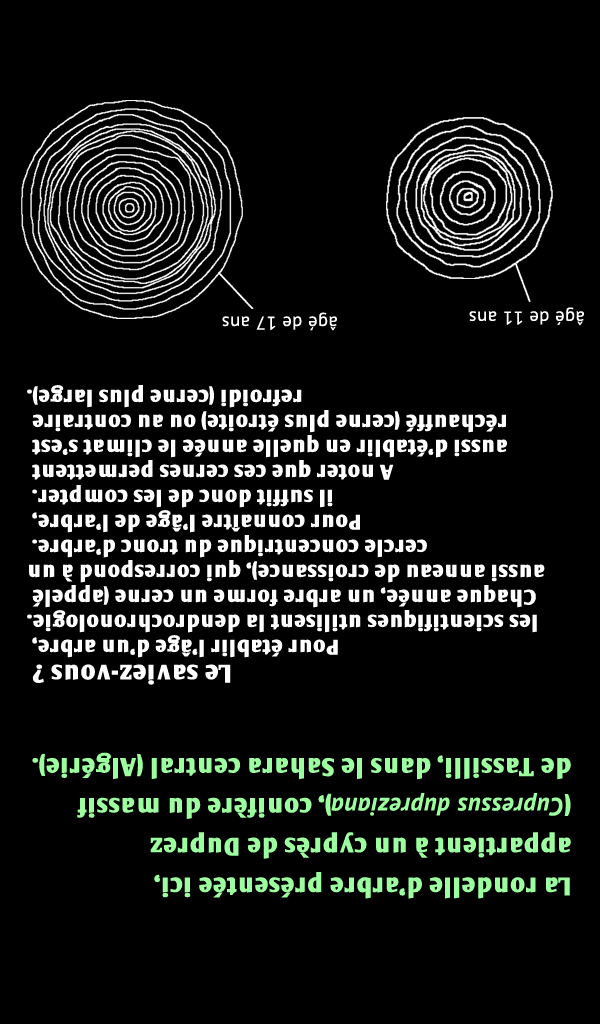 La rondelle d'arbre présentée ici,
appartient à un cyprès de Duprez
(Cupressus dupreziana), conifère du massif
de Tassilli, dans le Sahara central (Algérie).
Le saviez-vous ?
Pour établir l'âge d'un arbre,
les scientifiques utilisent la dendrochronologie.
Chaque année, un arbre forme un cerne (appelé
aussi anneau de croissance), qui correspond à un
cercle concentrique du tronc d'arbre.
Pour connaître l'âge de l'arbre,
il suffit donc de les compter.
A noter que ces cernes permettent
aussi d'établir en quelle année le climat s'est
réchauffé (cerne plus étroite) ou au contraire
refroidi (cerne plus large).
âgé de 11 ans
âgé de 17 ans